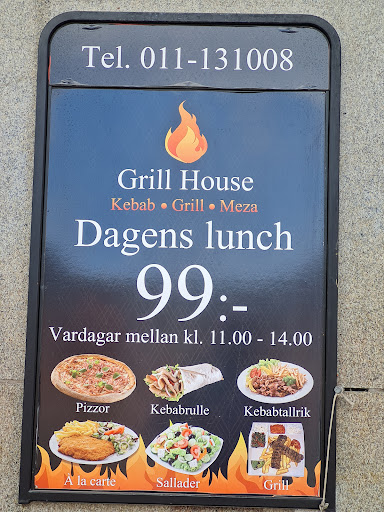 Tel. 011-131008
Grill House
Kebab • Grill • Meza
Dagens lunch
99:-
Vardagar mellan kl. 11.00 - 14.00
Pizzor Kebabrulle Kebabtallrik
A la carte Sallader Grill